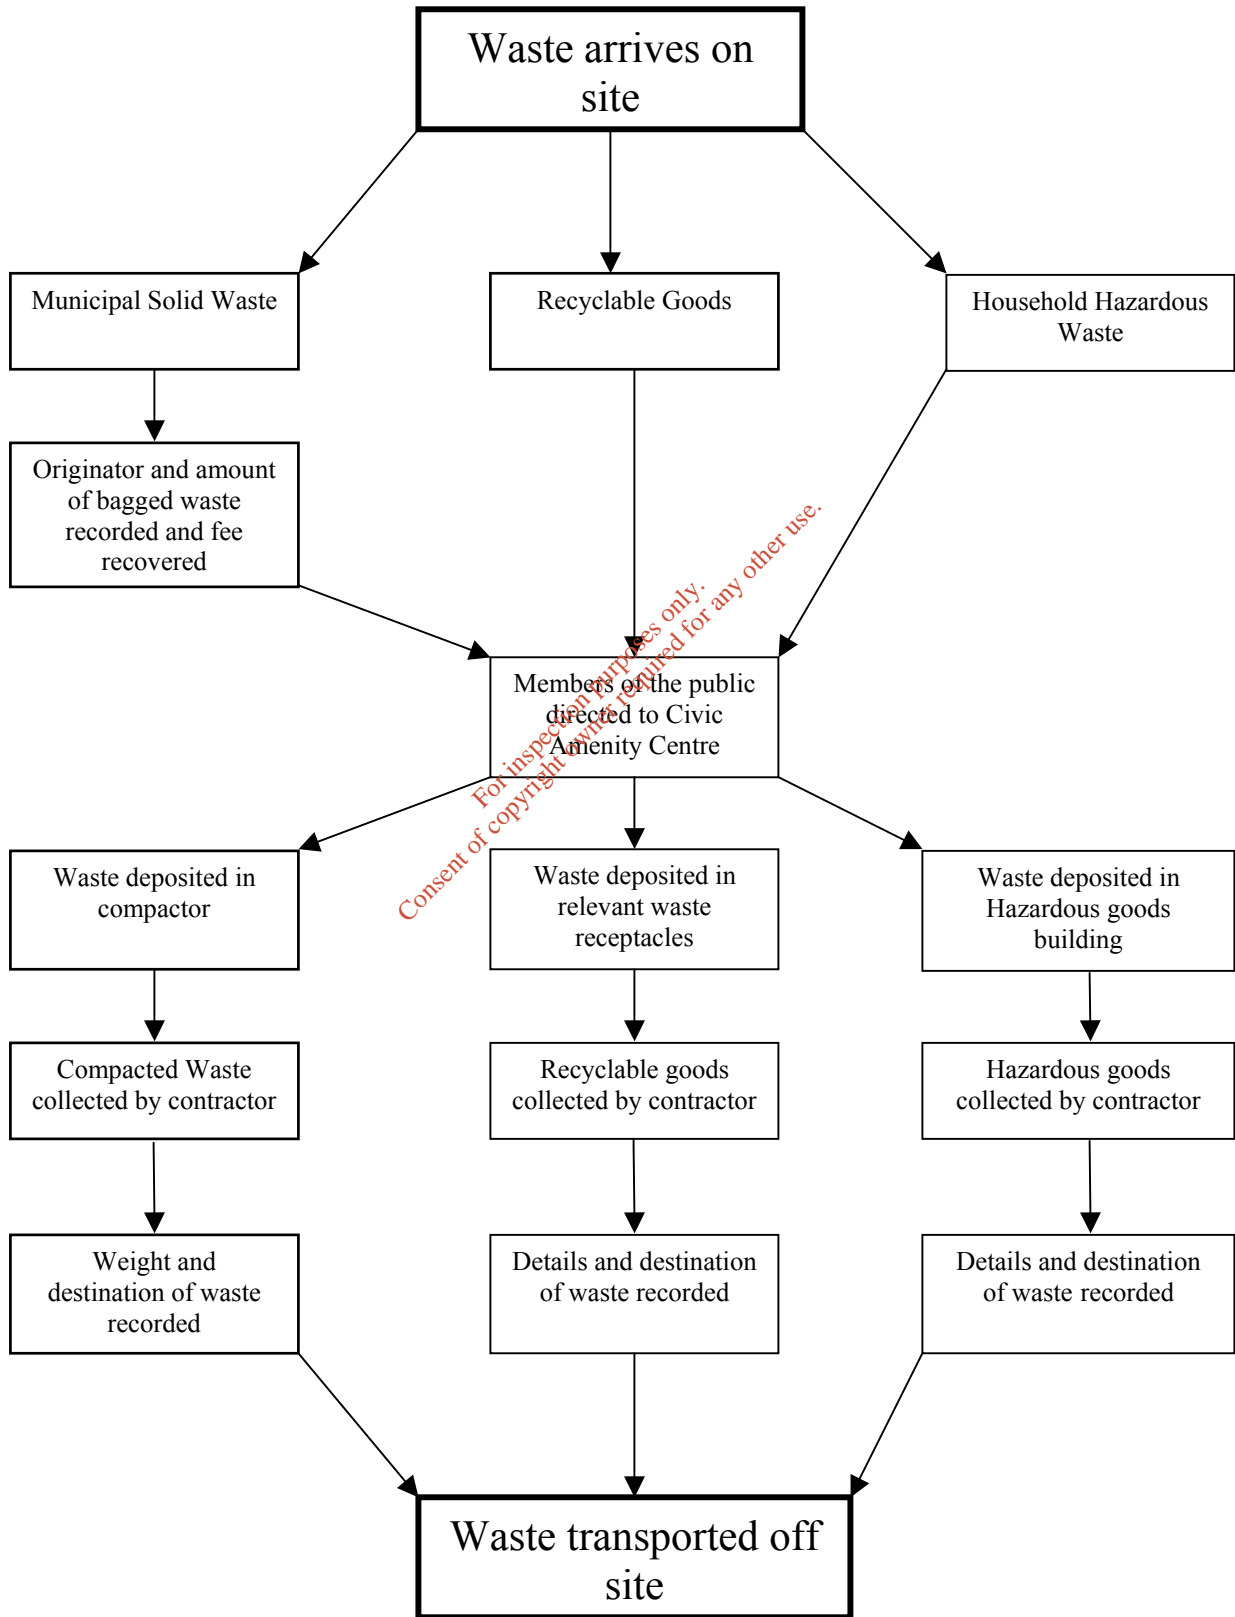 Waste arrives on
site
Municipal Solid Waste
Recyclable Goods
Household Hazardous
Waste
Originator and amount
of bagged waste
recorded and fee
recovered
For inspection purposes only.
Consent of copyright owner required for any other use.
Members of the public
directed to Civic
Amenity Centre
Waste deposited in
compactor
Waste deposited in
relevant waste
receptacles
Waste deposited in
Hazardous goods
building
Compacted Waste
collected by contractor
Recyclable goods
collected by contractor
Hazardous goods
collected by contractor
Weight and
destination of waste
recorded
Details and destination
of waste recorded
Details and destination
of waste recorded
Waste transported off
site